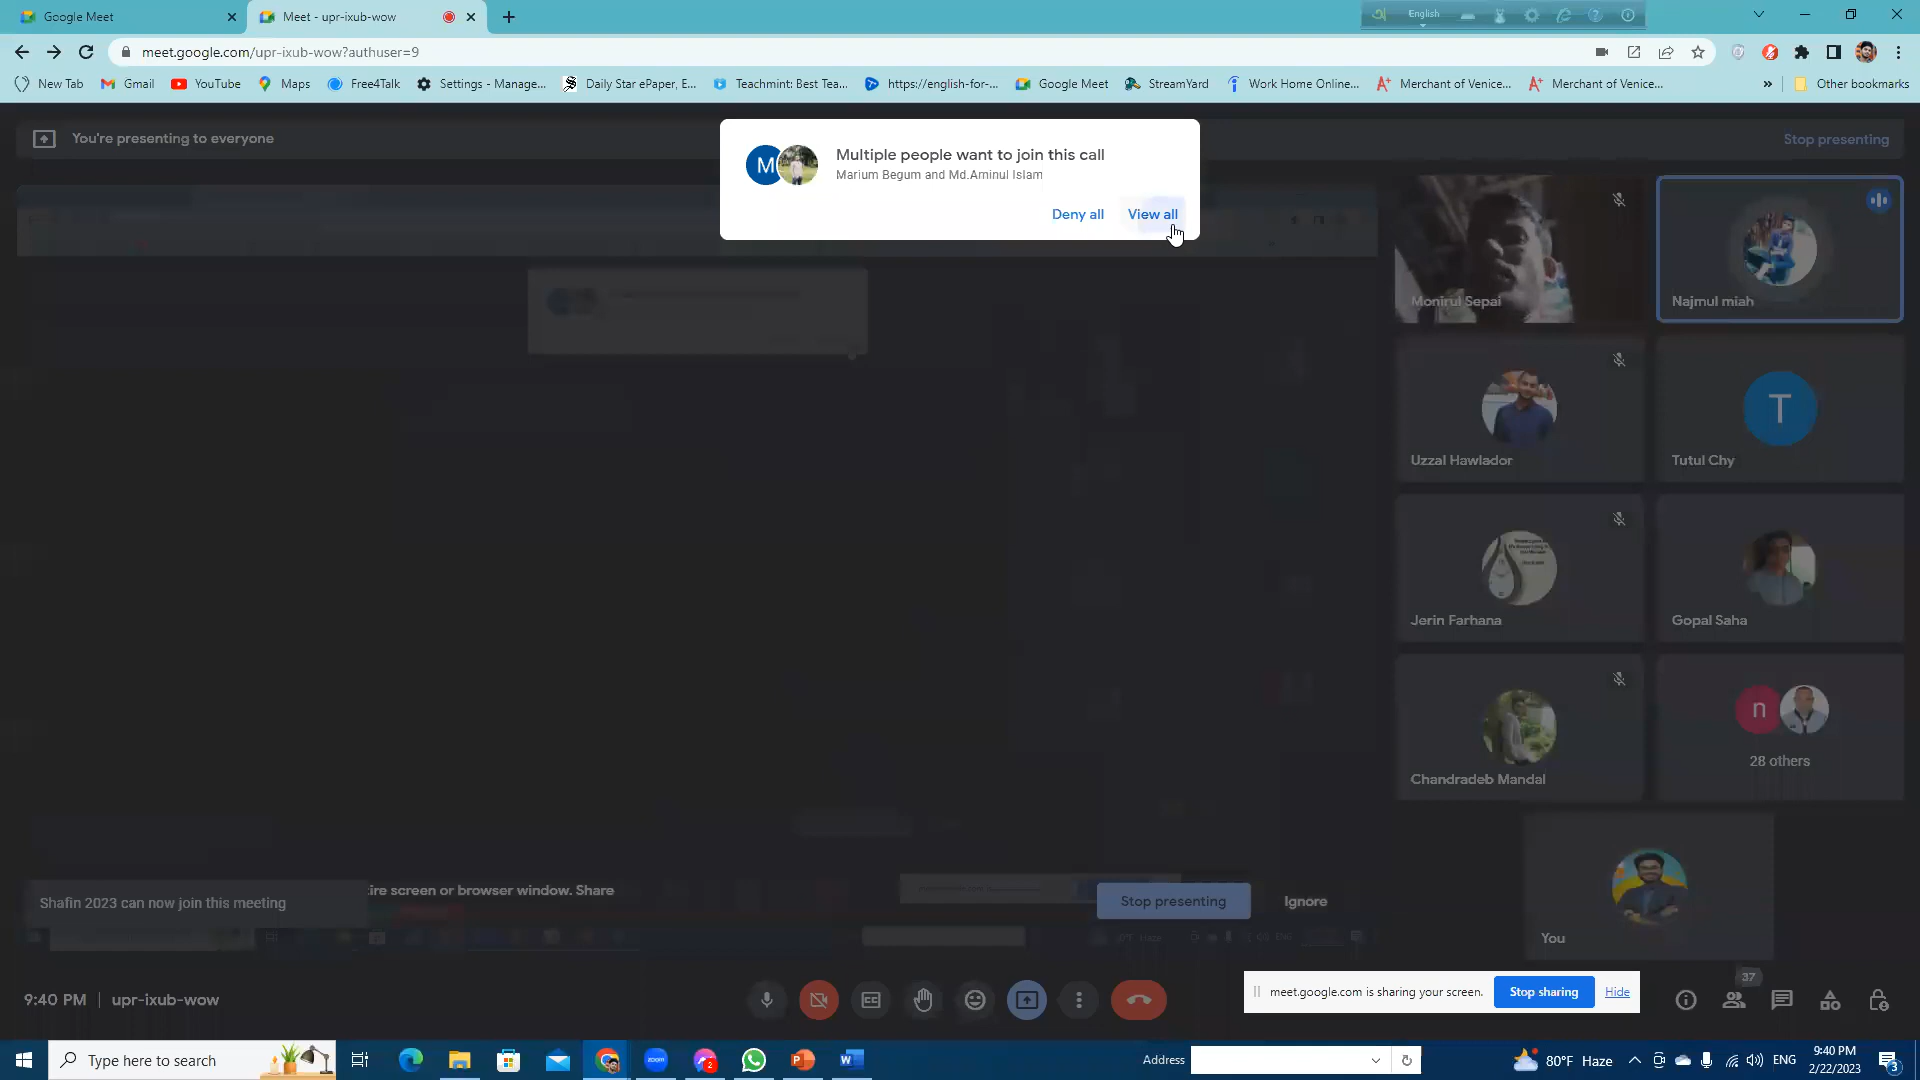 Google Meet
Meet - upr-ixub-wow
English
meet.google.com/upr-ixub-wow?authuser=9
New Tab
Gmail
YouTube
Maps
Free4Talk
Settings - Manage...
Daily Star ePaper, E...
Teachmint: Best Tea...
https://english-for-...
Google Meet
StreamYard
Work Home Online...
Merchant of Venice...
Merchant of Venice...
»
Other bookmarks
You're presenting to everyone
Stop presenting
M
Multiple people want to join this call
Marium Begum and Md.Aminul Islam
Deny all
View all
Monirul Sepai
Najmul miah
Uzzal Hawlador
T
Tutul Chy
Jerin Farhana
Gopal Saha
Chandradeb Mandal
n
28 others
You
ire screen or browser window. Share
Shafin 2023 can now join this meeting
Stop presenting
Ignore
9:40 PM | upr-ixub-wow
meet.google.com is sharing your screen.
Stop sharing
Hide
37
Type here to search
zoom
2
Address
80°F Haze
ENG
9:40 PM
2/22/2023
3